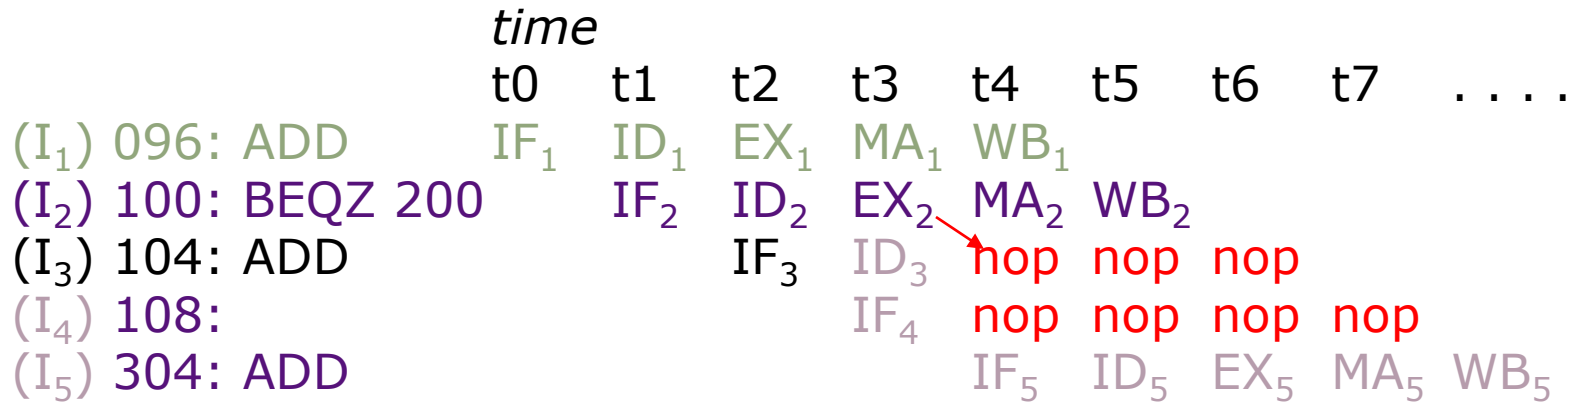 time
t0 t1 t2 t3 t4 t5 t6 t7 . . . .
(I₁) 096: ADD IF₁ ID₁ EX₁ MA₁ WB₁
(I₂) 100: BEQZ 200 IF₂ ID₂ EX₂ MA₂ WB₂
(I₃) 104: ADD IF₃ ID₃ nop nop nop
(I₄) 108: IF₄ nop nop nop nop
(I₅) 304: ADD IF₅ ID₅ EX₅ MA₅ WB₅